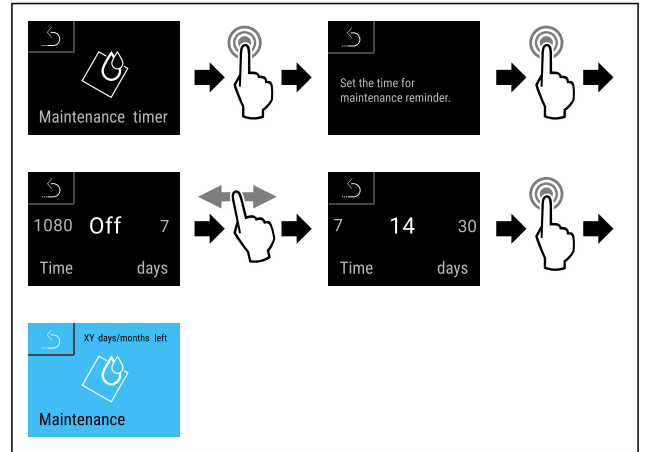 Maintenance timer
Set the time for
maintenance reminder.
1080 Off 7
Time days
7 14 30
Time days
XY days/months left
Maintenance